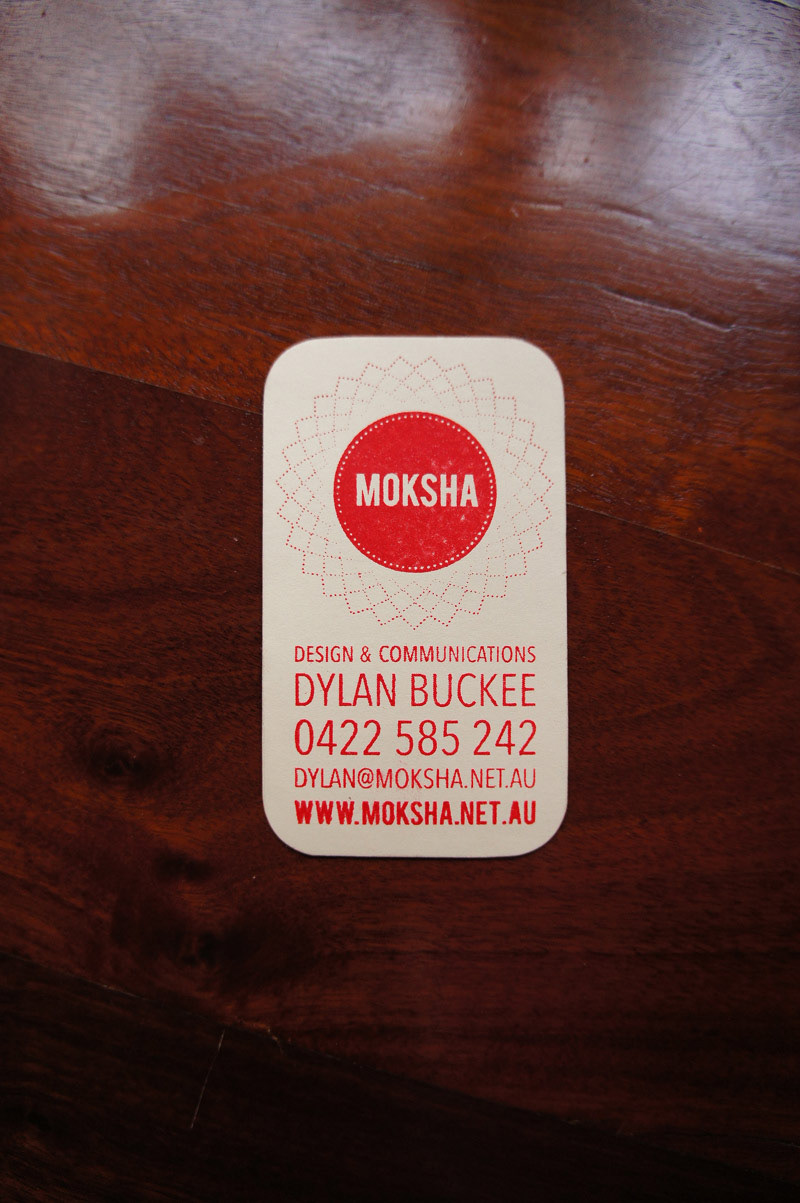 MOKSHA
DESIGN & COMMUNICATIONS
DYLAN BUCKEE
0422 585 242
DYLAN@MOKSHA.NET.AU
WWW.MOKSHA.NET.AU